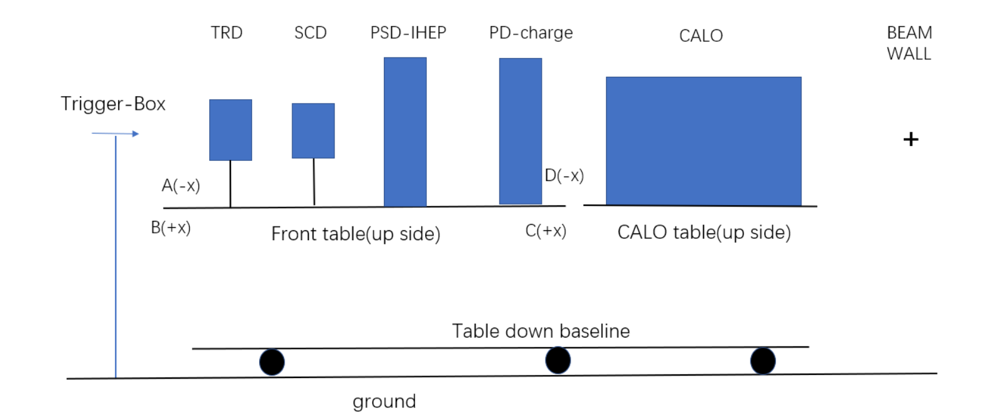 TRD
SCD
PSD-IHEP
PD-charge
CALO
BEAM
WALL
Trigger-Box
+
A(-x)
D(-x)
B(+x)
Front table(up side)
C(+x)
CALO table(up side)
Table down baseline
ground